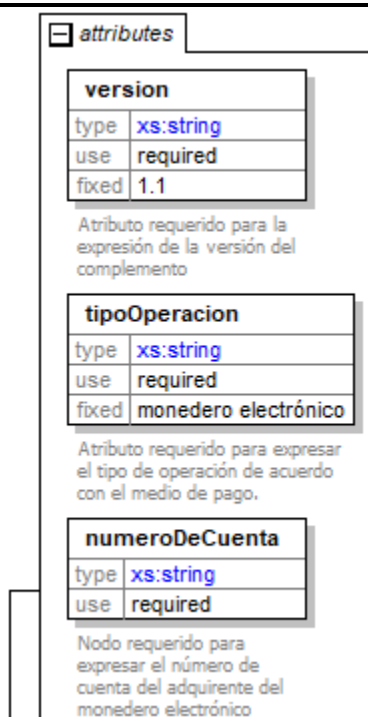 attributes
version
type xs:string
use required
fixed 1.1
Atributo requerido para la
expresión de la versión del
complemento
tipoOperacion
type xs:string
use required
fixed monedero electrónico
Atributo requerido para expresar
el tipo de operación de acuerdo
con el medio de pago.
numeroDeCuenta
type xs:string
use required
Nodo requerido para
expresar el número de
cuenta del adquirente del
monedero electrónico